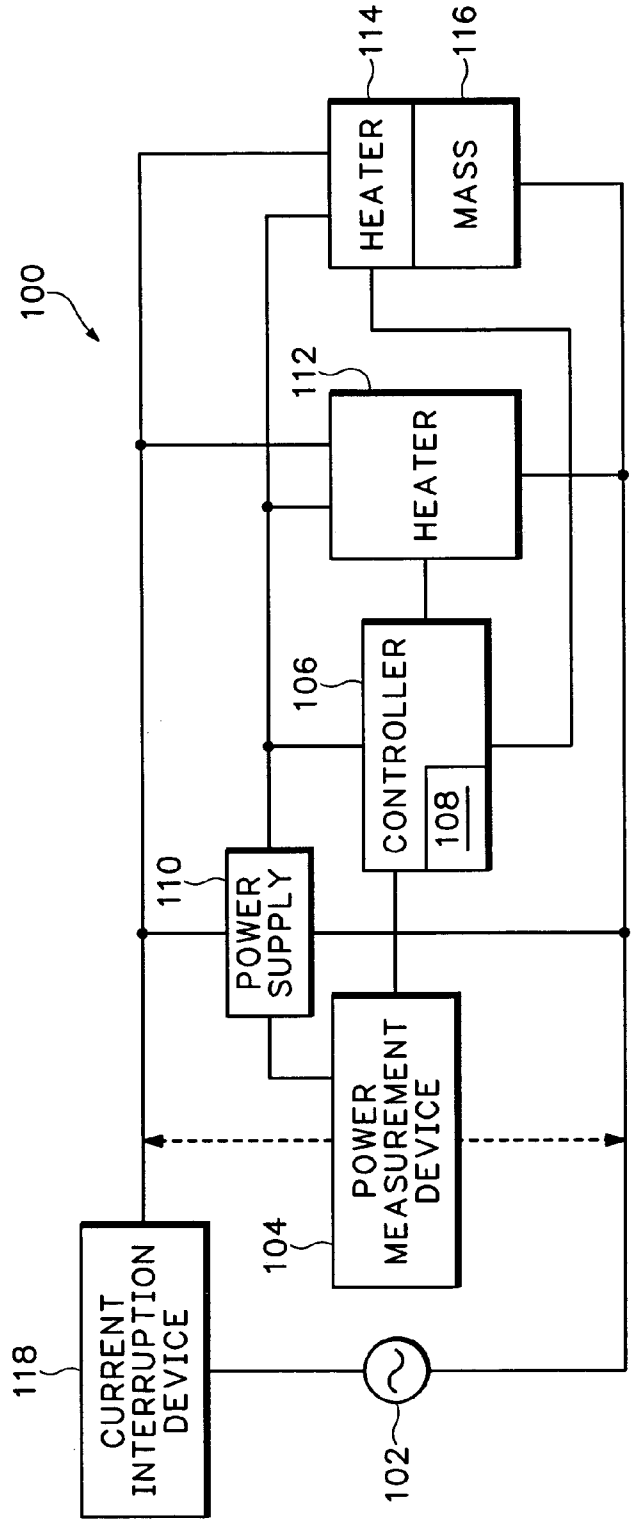 100
118
CURRENT
INTERRUPTION
DEVICE
102
104
POWER
MEASUREMENT
DEVICE
110
POWER
SUPPLY
106
CONTROLLER
108
112
HEATER
114
HEATER
116
MASS